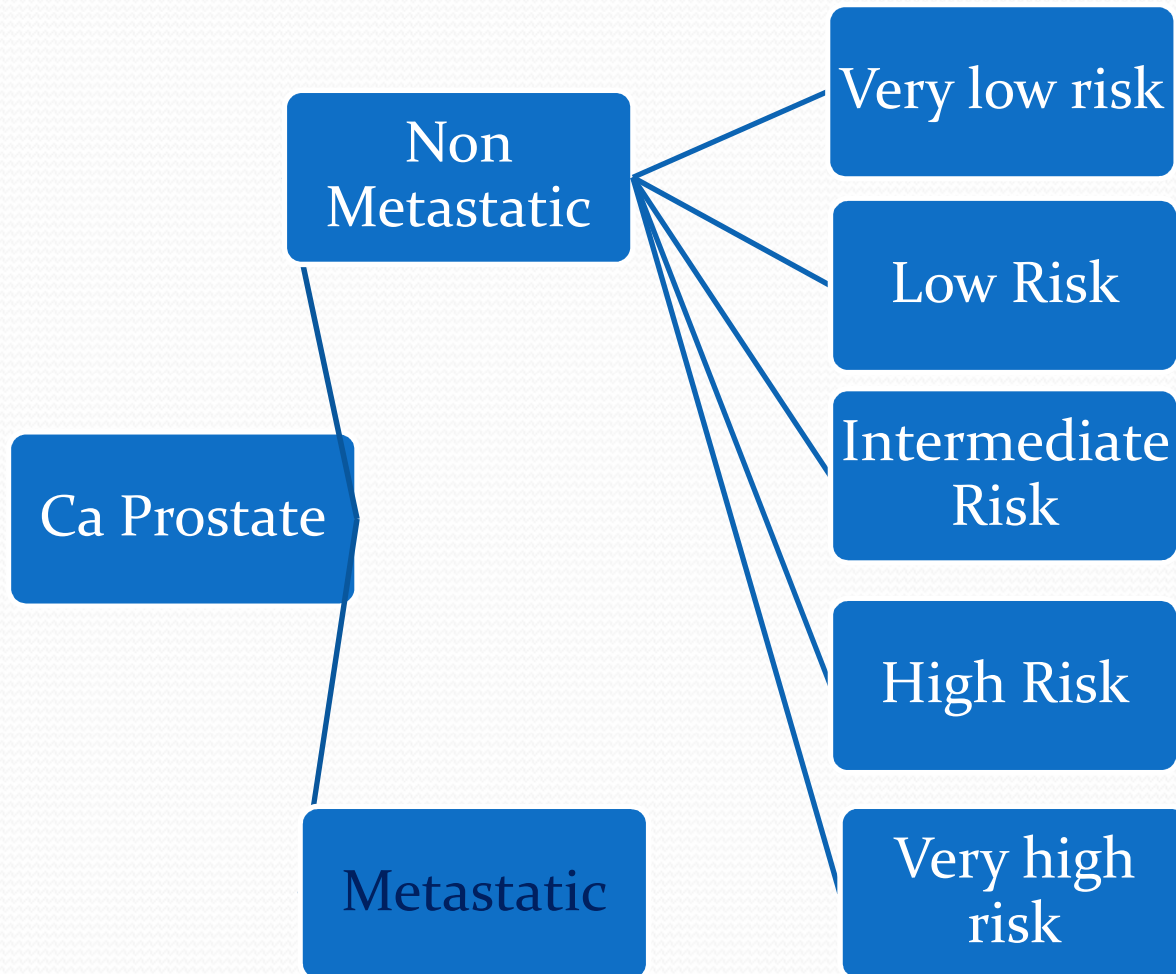 Ca Prostate
Non
Metastatic
Metastatic
Very low risk
Low Risk
Intermediate
Risk
High Risk
Very high
risk